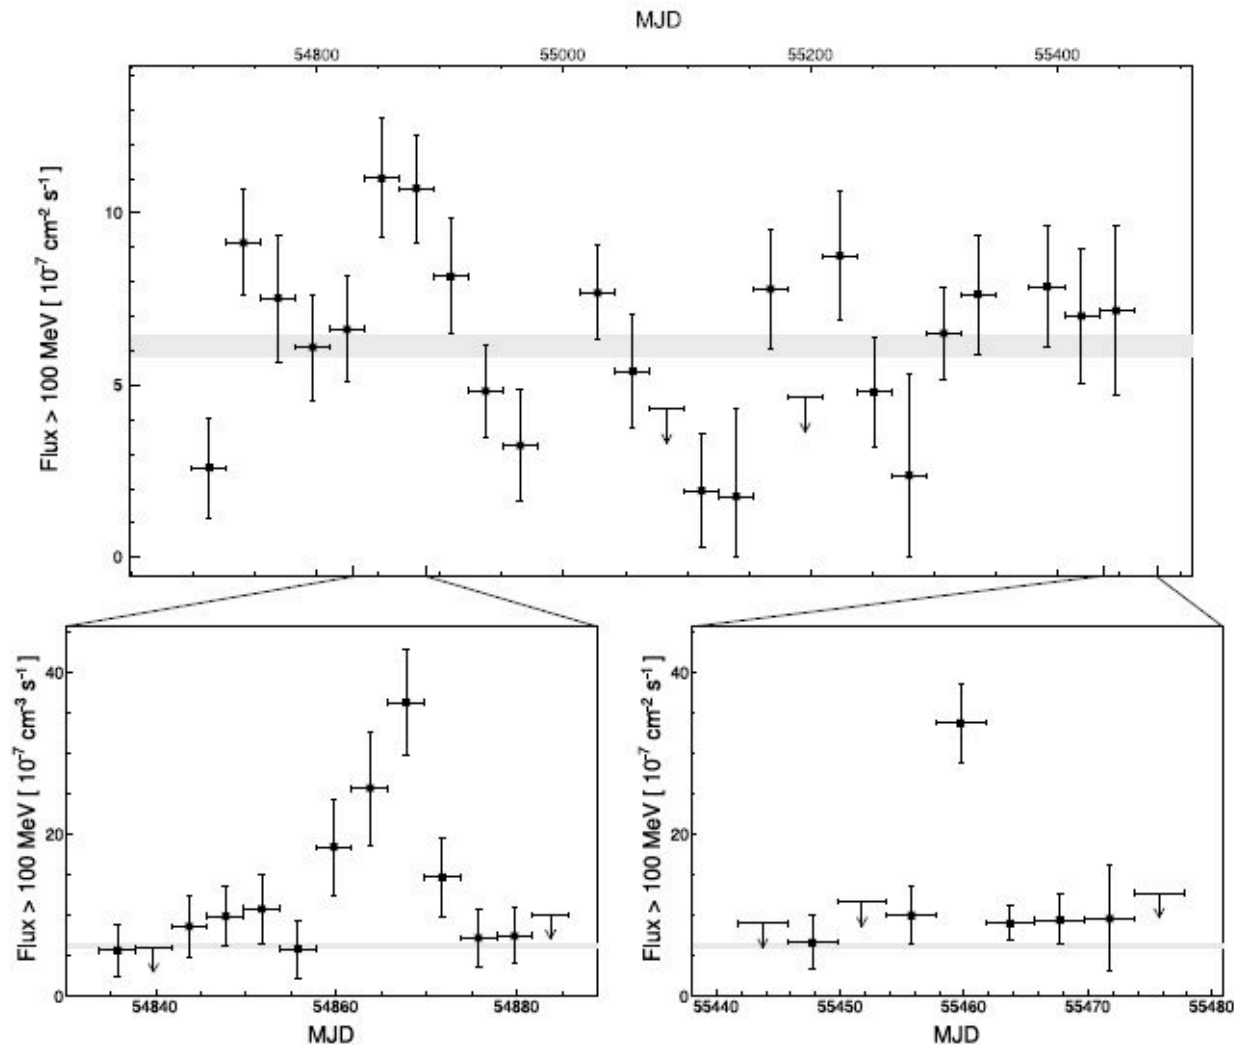 MJD
54800 55000 55200 55400
Flux > 100 MeV [ 10⁻⁷ cm⁻² s⁻¹ ]
10
5
0
Flux > 100 MeV [ 10⁻⁷ cm⁻³ s⁻¹ ]
40
20
0
54840 54860 54880
MJD
Flux > 100 MeV [ 10⁻⁷ cm⁻² s⁻¹ ]
40
20
0
55440 55450 55460 55470 55480
MJD